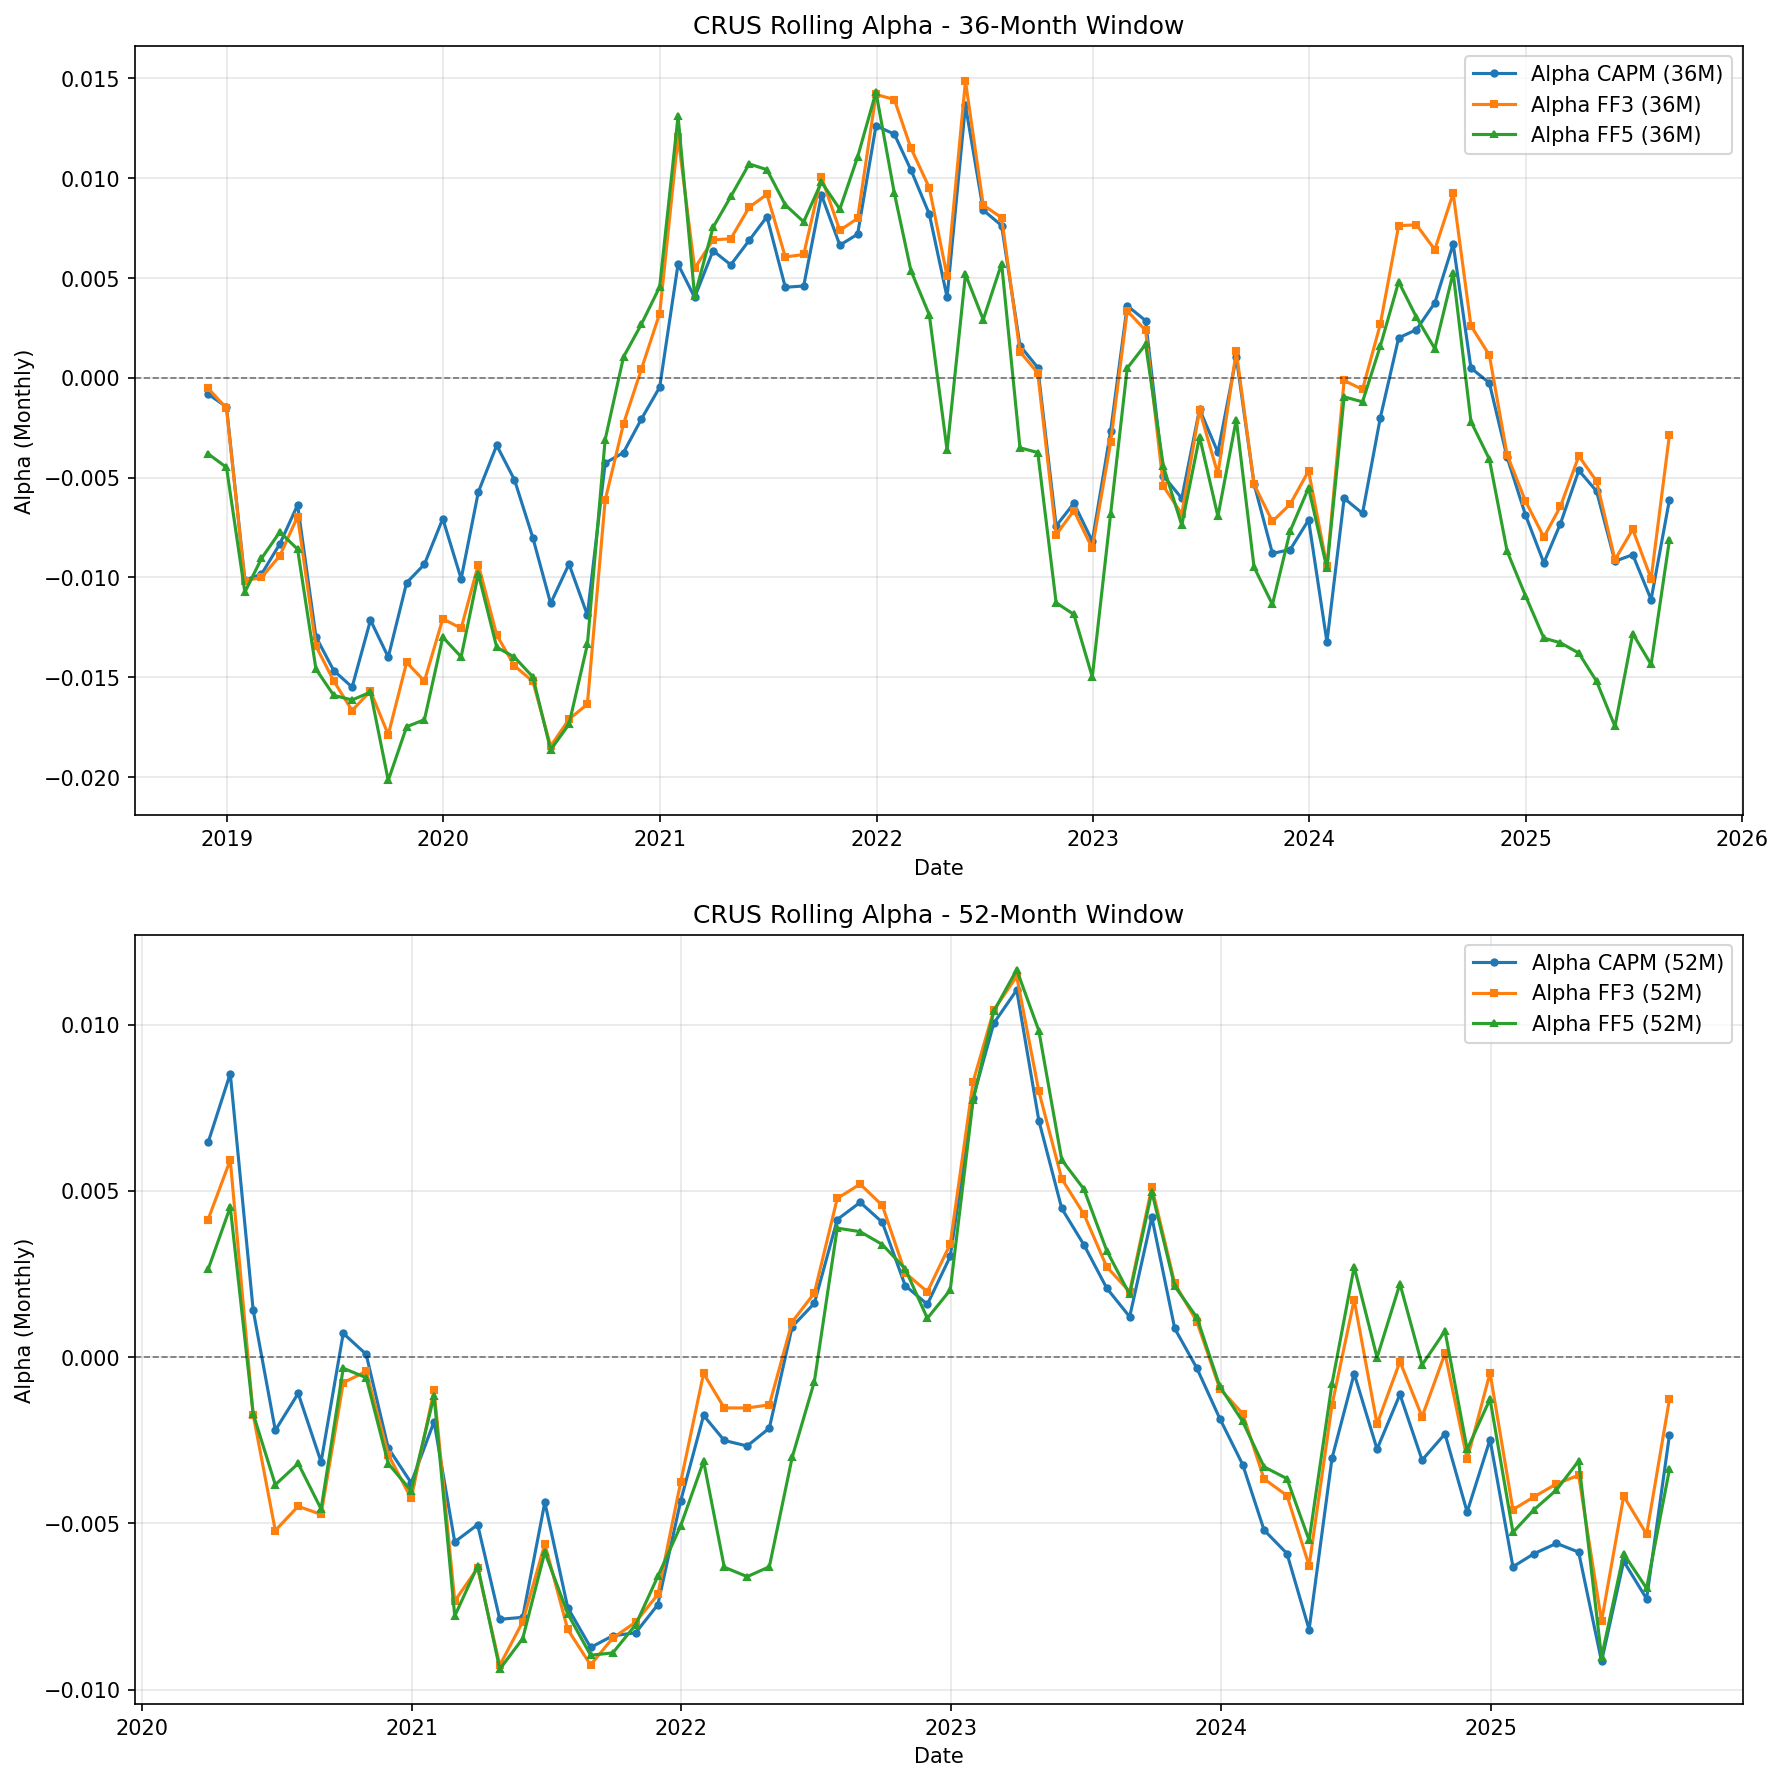 CRUS Rolling Alpha - 36-Month Window
Alpha CAPM (36M)
Alpha FF3 (36M)
Alpha FF5 (36M)
0.015
0.010
0.005
0.000
−0.005
−0.010
−0.015
−0.020
Alpha (Monthly)
2019 2020 2021 2022 2023 2024 2025 2026
Date
CRUS Rolling Alpha - 52-Month Window
Alpha CAPM (52M)
Alpha FF3 (52M)
Alpha FF5 (52M)
0.010
0.005
0.000
−0.005
−0.010
Alpha (Monthly)
2020 2021 2022 2023 2024 2025
Date